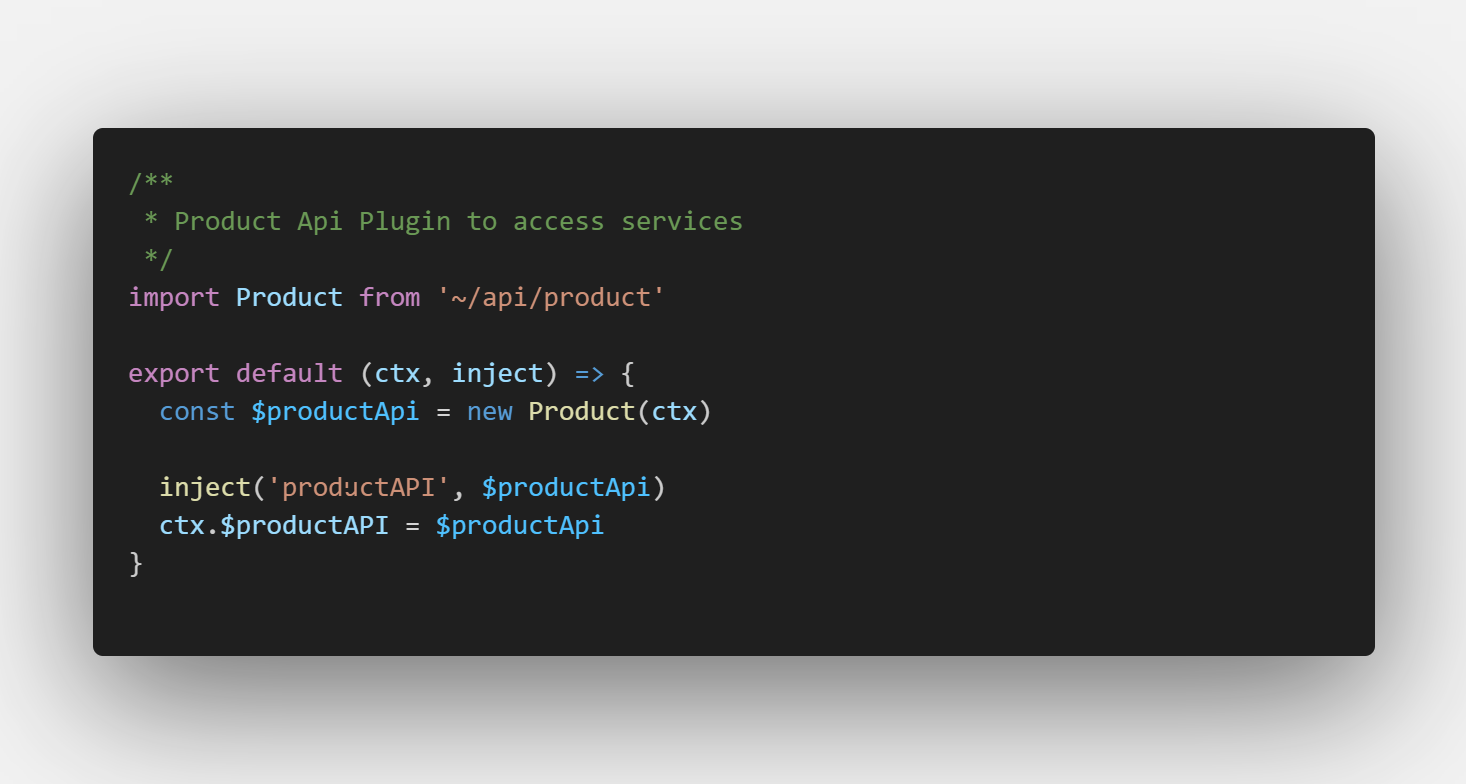 /**
 * Product Api Plugin to access services
 */
import Product from '~/api/product'
export default (ctx, inject) => {
  const $productApi = new Product(ctx)
  inject('productAPI', $productApi)
  ctx.$productAPI = $productApi
}